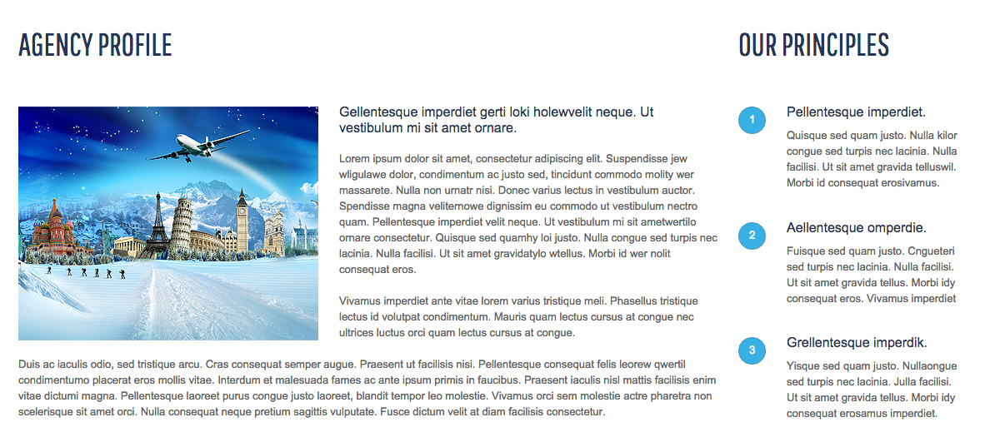 AGENCY PROFILE
Gellentesque imperdiet gerti loki holewvelit neque. Ut
vestibulum mi sit amet ornare.
Lorem ipsum dolor sit amet, consectetur adipiscing elit. Suspendisse jew
wligulawe dolor, condimentum ac justo sed, tincidunt commodo molity wer
massarete. Nulla non urnatr nisi. Donec varius lectus in vestibulum auctor.
Spendisse magna veliternowe dignissim eu commodo ut vestibulum nectro
quam. Pellentesque imperdiet velit neque. Ut vestibulum mi sit ametwertilo
ornare consectetur. Quisque sed quamhy loi justo. Nulla congue sed turpis nec
lacinia. Nulla facilisi. Ut sit amet gravidatylo wtellus. Morbi id wer nolit
consequat eros.
Vivamus imperdiet ante vitae lorem varius tristique meli. Phasellus tristique
lectus id volutpat condimentum. Mauris quam lectus cursus at congue nec
ultrices luctus orci quam lectus cursus at congue.
Duis ac iaculis odio, sed tristique arcu. Cras consequat semper augue. Praesent ut facilisis nisi. Pellentesque consequat felis leorew qwertil
condimentumo placerat eros mollis vitae. Interdum et malesuada fames ac ante ipsum primis in faucibus. Praesent iaculis nisl mattis facilisis enim
vitae dictumi magna. Pellentesque laoreet purus congue justo laoreet, blandit tempor leo molestie. Vivamus orci sem molestie actre pharetra non
scelerisque sit amet orci. Nulla consequat neque pretium sagittis vulputate. Fusce dictum velit at diam facilisis consectetur.
OUR PRINCIPLES
1
Pellentesque imperdiet.
Quisque sed quam justo. Nulla kilor
congue sed turpis nec lacinia. Nulla
facilisi. Ut sit amet gravida telluswil.
Morbi id consequat erosivamus.
2
Aellentesque omperdie.
Fuisque sed quam justo. Cngueteri
sed turpis nec lacinia. Nulla facilisi.
Ut sit amet gravida tellus. Morbi idy
consequat eros. Vivamus imperdiet
3
Grellentesque imperdik.
Yisque sed quam justo. Nullaongue
sed turpis nec lacinia. Julla facilisi.
Ut sit amet gravida tellus. Morbi idy
consequat erosamus imperdiet.